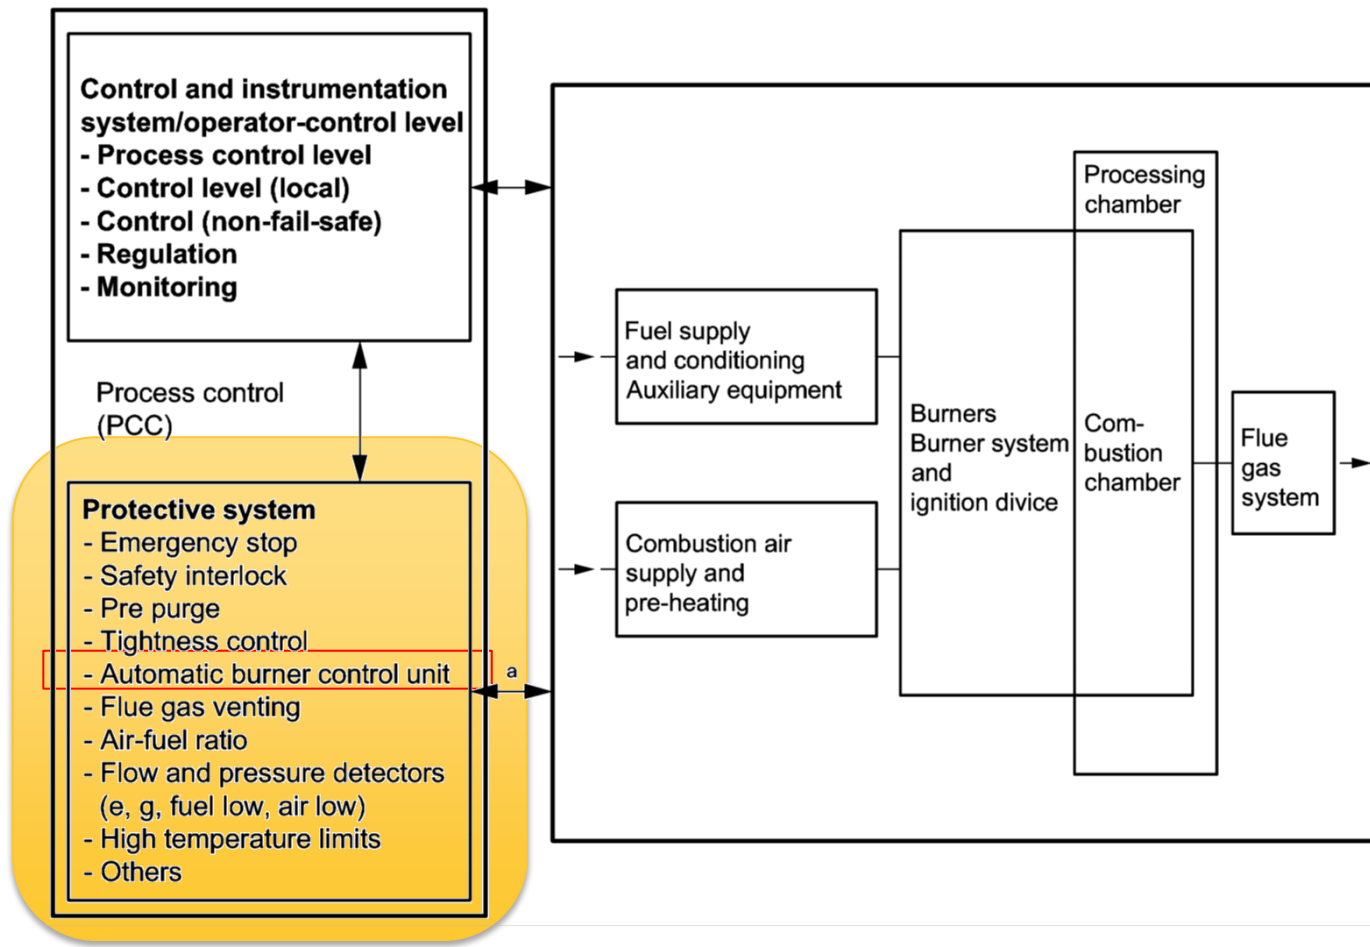 Control and instrumentation
system/operator-control level
- Process control level
- Control level (local)
- Control (non-fail-safe)
- Regulation
- Monitoring
Process control
(PCC)
Protective system
- Emergency stop
- Safety interlock
- Pre purge
- Tightness control
- Automatic burner control unit
- Flue gas venting
- Air-fuel ratio
- Flow and pressure detectors
(e, g, fuel low, air low)
- High temperature limits
- Others
a
Fuel supply
and conditioning
Auxiliary equipment
Combustion air
supply and
pre-heating
Burners
Burner system
and
ignition divice
Processing
chamber
Com-
bustion
chamber
Flue
gas
system